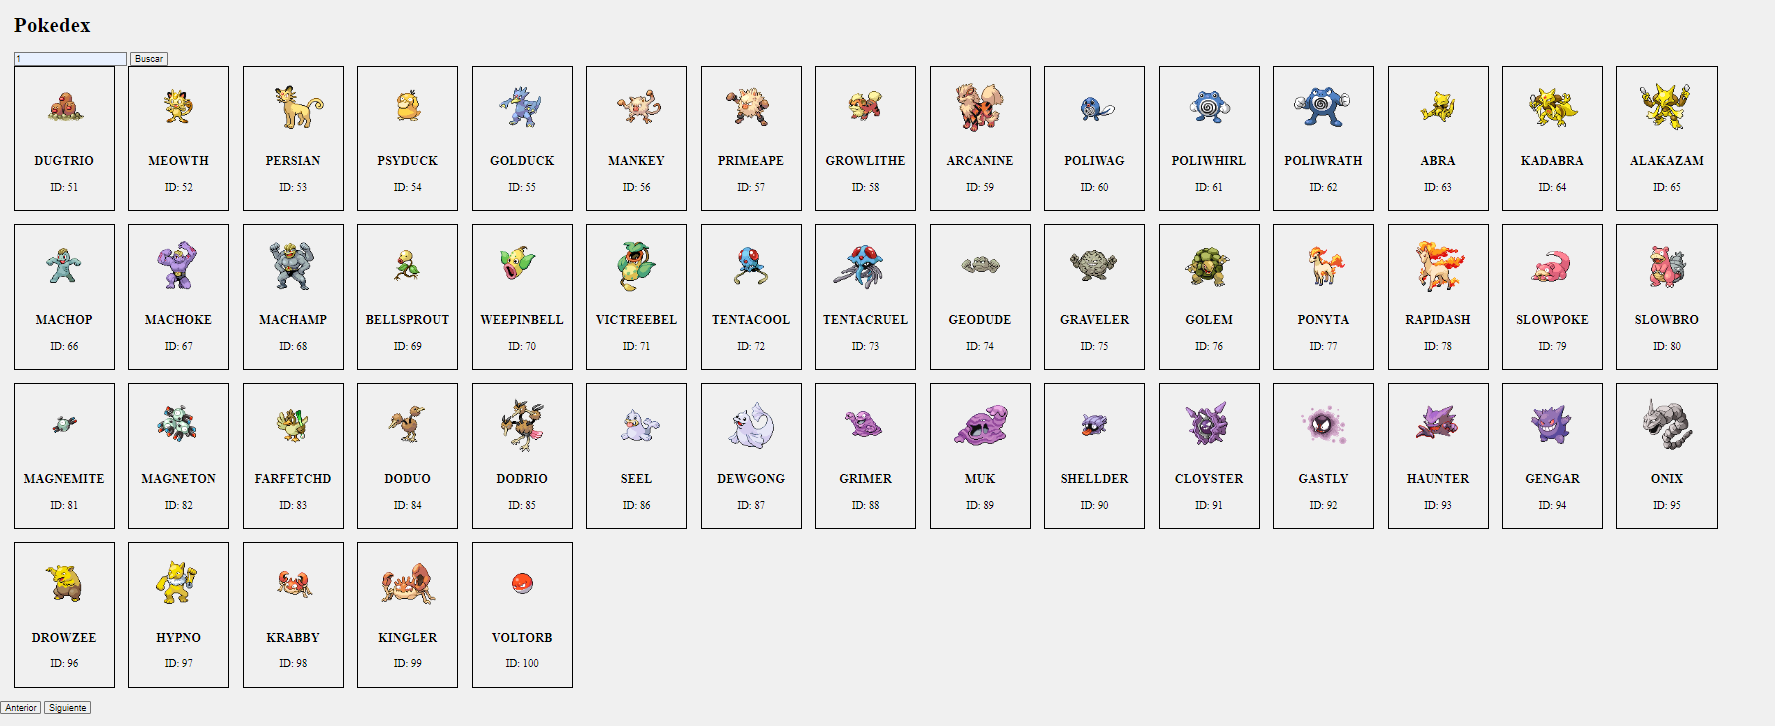 Pokedex
1 Buscar
DUGTRIO MEOWTH PERSIAN PSYDUCK GOLDUCK MANKEY PRIMEAPE GROWLITHE ARCANINE POLIWAG POLIWHIRL POLIWRATH ABRA KADABRA ALAKAZAM
ID: 51 ID: 52 ID: 53 ID: 54 ID: 55 ID: 56 ID: 57 ID: 58 ID: 59 ID: 60 ID: 61 ID: 62 ID: 63 ID: 64 ID: 65
MACHOP MACHOKE MACHAMP BELLSPROUT WEEPINBELL VICTREEBEL TENTACOOL TENTACRUEL GEODUDE GRAVELER GOLEM PONYTA RAPIDASH SLOWPOKE SLOWBRO
ID: 66 ID: 67 ID: 68 ID: 69 ID: 70 ID: 71 ID: 72 ID: 73 ID: 74 ID: 75 ID: 76 ID: 77 ID: 78 ID: 79 ID: 80
MAGNEMITE MAGNETON FARFETCHD DODUO DODRIO SEEL DEWGONG GRIMER MUK SHELLDER CLOYSTER GASTLY HAUNTER GENGAR ONIX
ID: 81 ID: 82 ID: 83 ID: 84 ID: 85 ID: 86 ID: 87 ID: 88 ID: 89 ID: 90 ID: 91 ID: 92 ID: 93 ID: 94 ID: 95
DROWZEE HYPNO KRABBY KINGLER VOLTORB
ID: 96 ID: 97 ID: 98 ID: 99 ID: 100
Anterior Siguiente